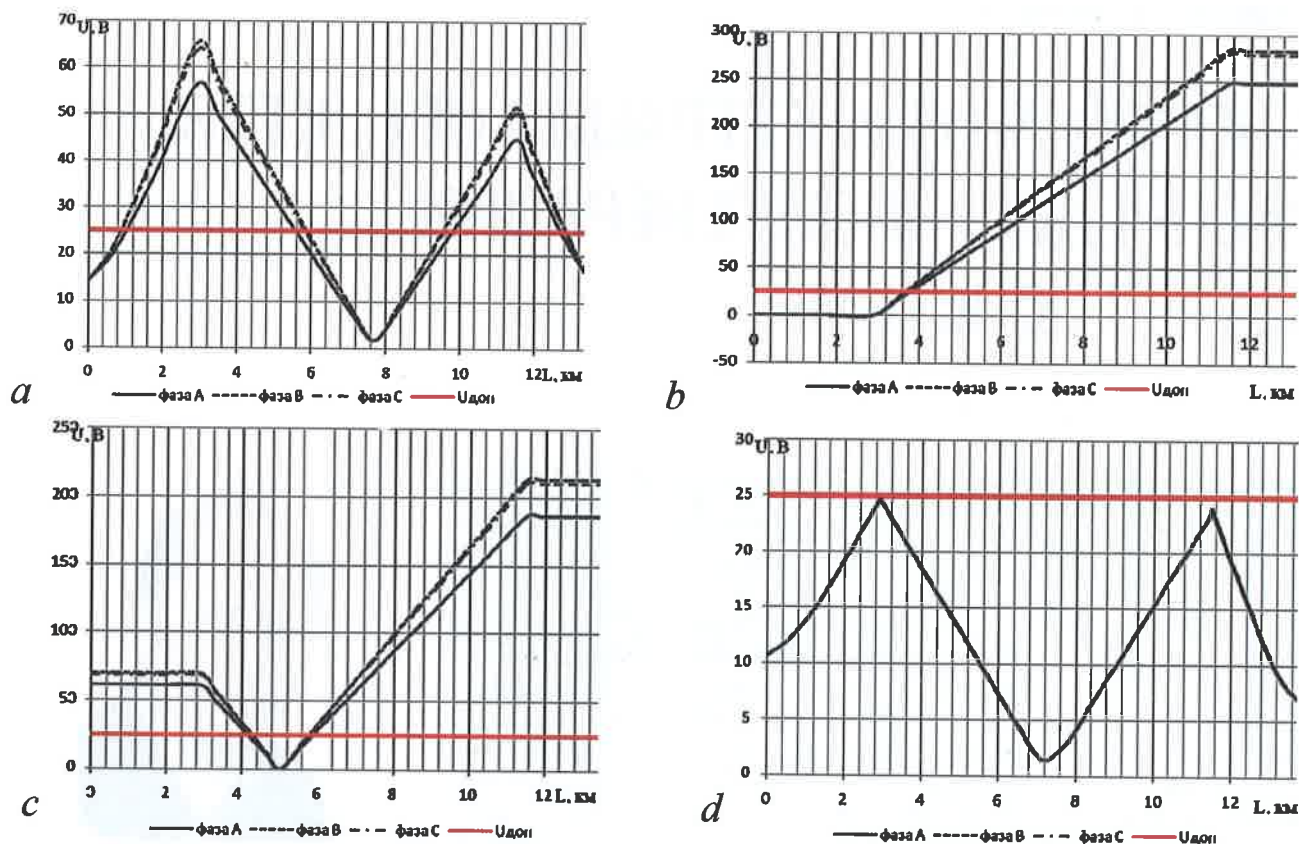 70
U, В
60
50
40
30
20
10
0
0 2 4 6 8 10 12 L, км
фаза А фаза В фаза С Uдоп
a
300
U, В
250
200
150
100
50
0
-50
0 2 4 6 8 10 12
фаза А фаза В фаза С Uдоп L, км
b
250
U, В
200
150
100
50
0
0 2 4 6 8 10 12 L, км
фаза А фаза В фаза С Uдоп
c
30
U, В
25
20
15
10
5
0
0 2 4 6 8 10 12 L, км
фаза А фаза В фаза С Uдоп
d